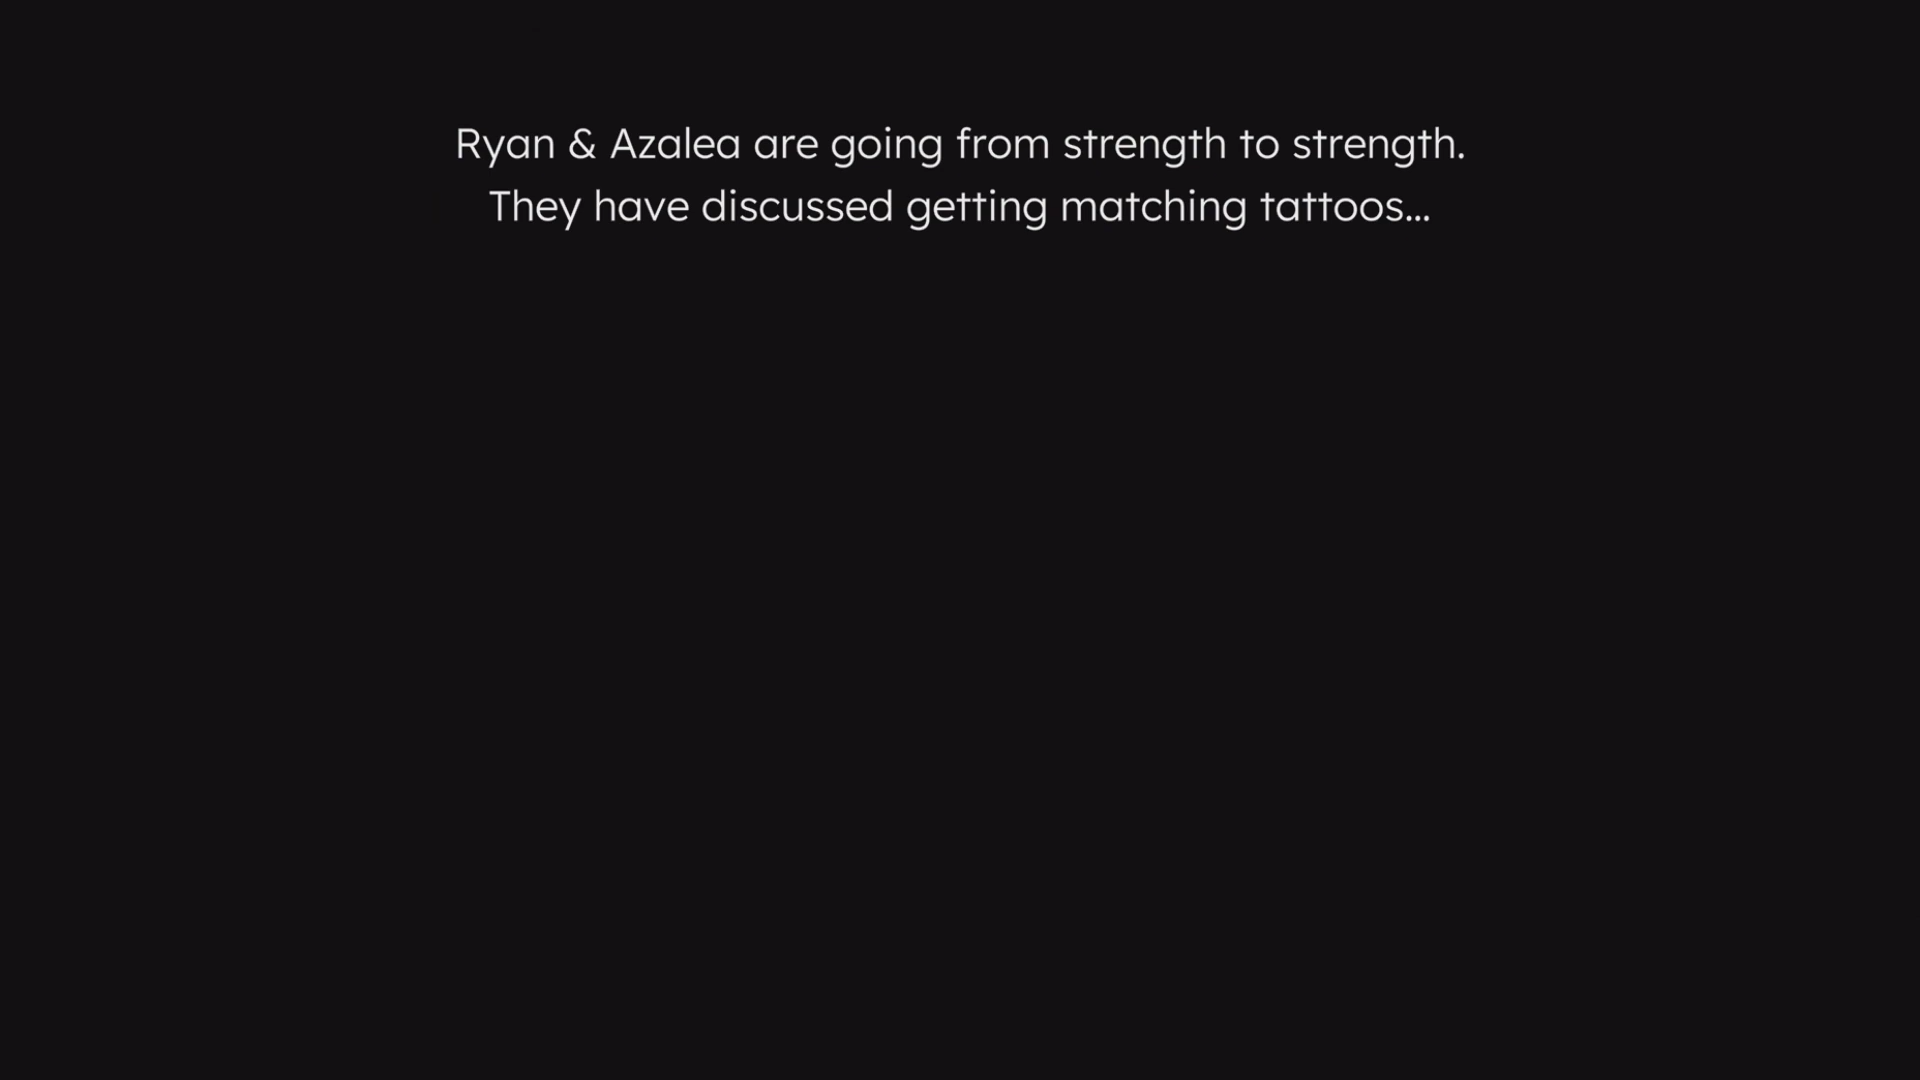 Ryan & Azalea are going from strength to strength.
They have discussed getting matching tattoos...